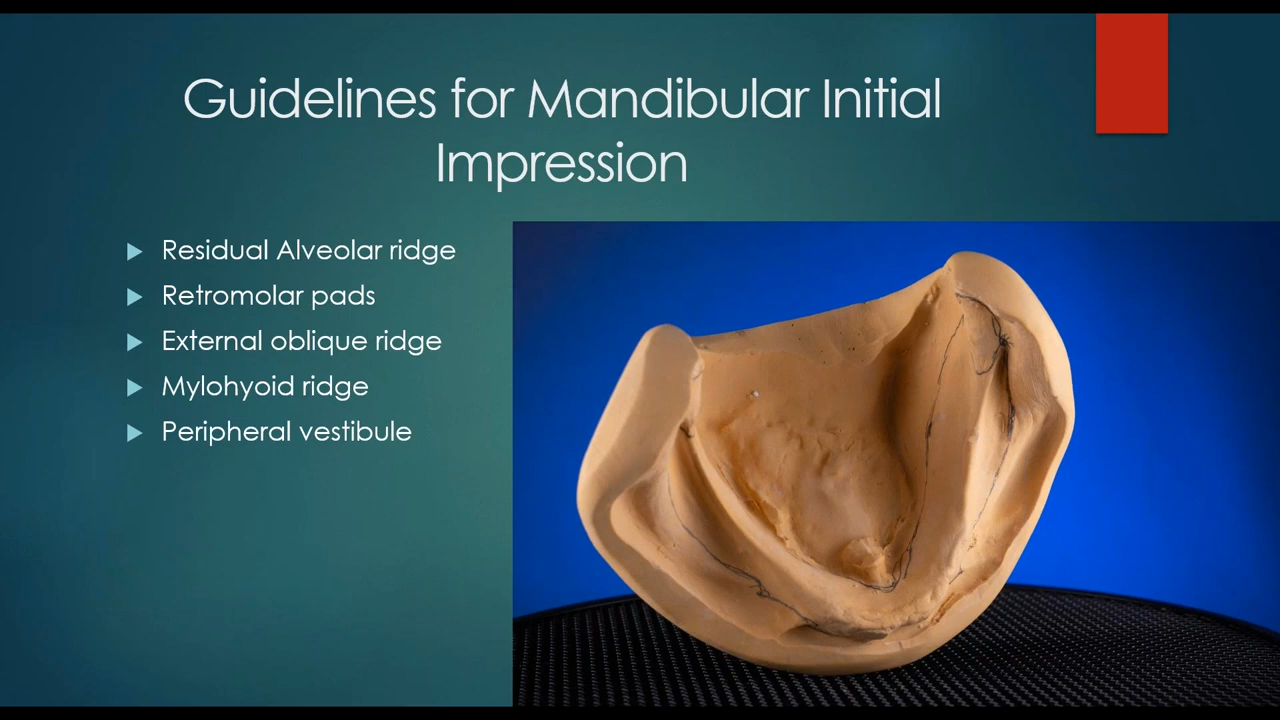 Guidelines for Mandibular Initial
Impression
Residual Alveolar ridge
Retromolar pads
External oblique ridge
Mylohyoid ridge
Peripheral vestibule